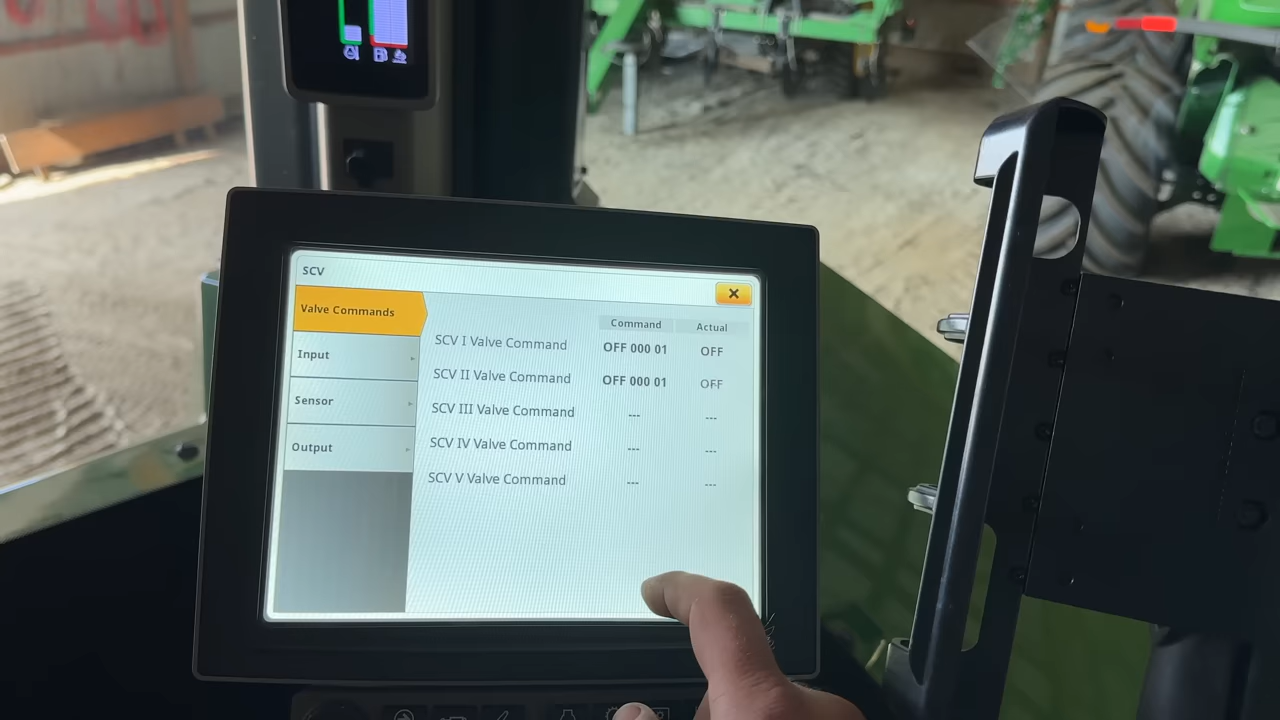 SCV
Valve Commands
Input
Sensor
Output
Command Actual
SCV I Valve Command OFF 000 01 OFF
SCV II Valve Command OFF 000 01 OFF
SCV III Valve Command --- ---
SCV IV Valve Command --- ---
SCV V Valve Command --- ---